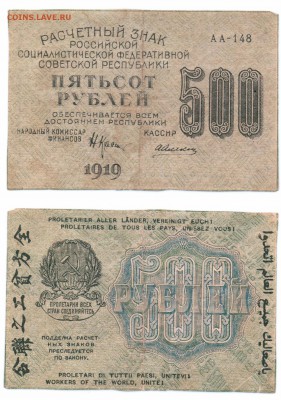 COINS.LAVE.RU
РАСЧЕТНЫЙ ЗНАК
РОССИЙСКОЙ
СОЦИАЛИСТИЧЕСКОЙ ФЕДЕРАТИВНОЙ
СОВЕТСКОЙ РЕСПУБЛИКИ
АА-148
ПЯТЬСОТ
РУБЛЕЙ
500
ОБЕСПЕЧИВАЕТСЯ ВСЕМ
ДОСТОЯНИЕМ РЕСПУБЛИКИ
НАРОДНЫЙ КОМИССАР
ФИНАНСОВ
КАССИР
1919
PROLETARIER ALLER LÄNDER, VEREINIGT EUCH!
PROLÉTAIRES DE TOUS LES PAYS, UNISSEZ-VOUS!
ПРОЛЕТАРИИ ВСЕХ
СТРАН СОЕДИНЯЙТЕСЬ
500
РУБЛЕЙ
ПОДДЕЛКА РАСЧЕТ-
НЫХ ЗНАКОВ
ПРЕСЛЕДУЕТСЯ
ПО ЗАКОНУ.
PROLETARI DI TUTTI PAESI, UNITEVI!
WORKERS OF THE WORLD, UNITE!